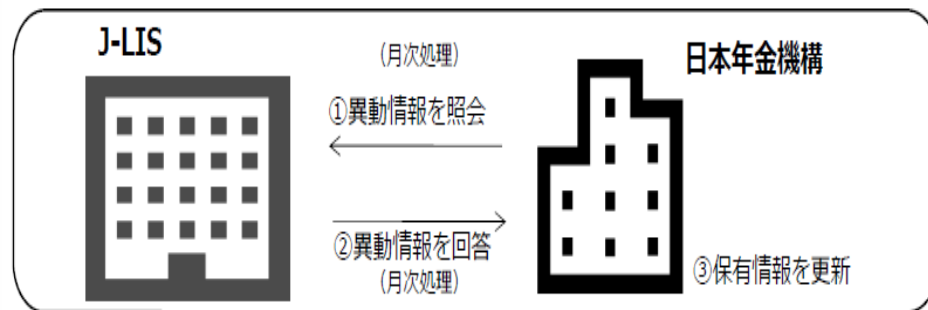 J-LIS
(月次処理)
日本年金機構
①異動情報を照会
②異動情報を回答
(月次処理)
③保有情報を更新